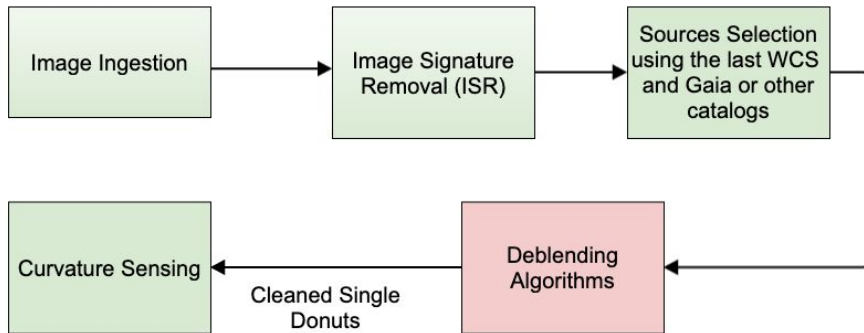 Image Ingestion
Image Signature
Removal (ISR)
Sources Selection
using the last WCS
and Gaia or other
catalogs
Curvature Sensing
Cleaned Single
Donuts
Deblending
Algorithms